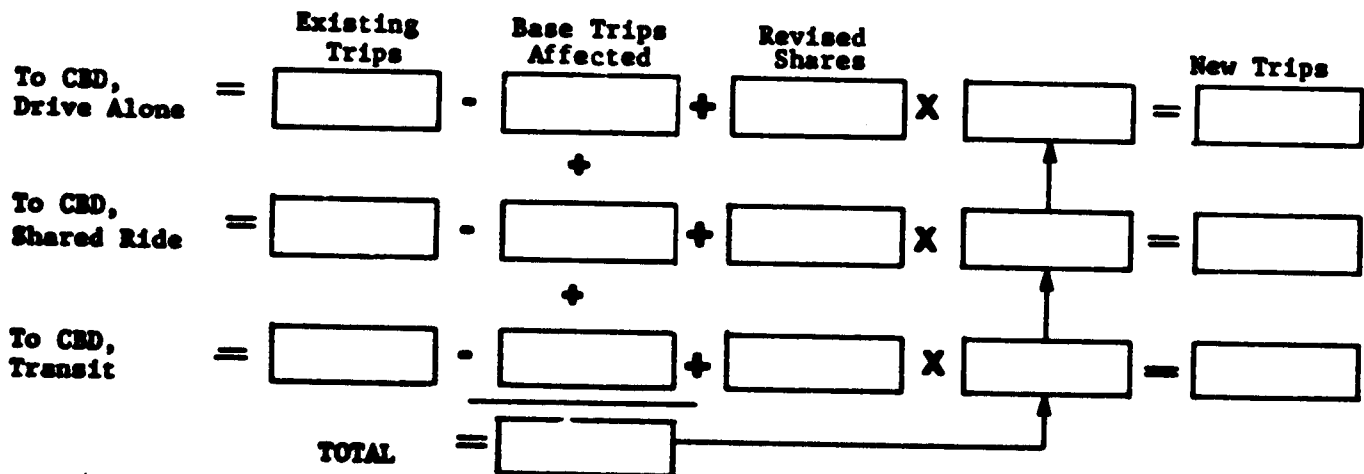 Existing Trips
Base Trips Affected
Revised Shares
New Trips
To CBD, Drive Alone = - + X =
+
To CBD, Shared Ride = - + X =
+
To CBD, Transit = - + X =
TOTAL =